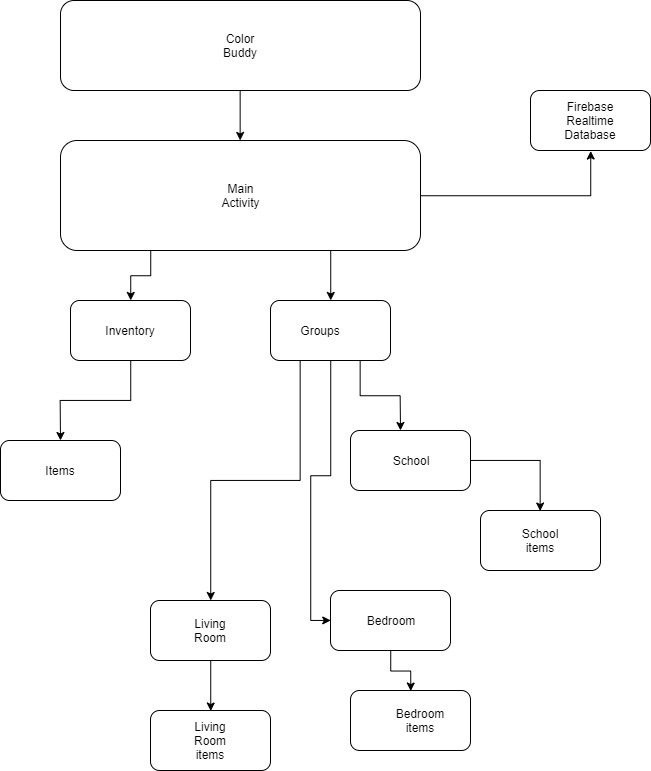 Color
Buddy
Firebase
Realtime
Database
Main
Activity
Inventory
Groups
Items
School
School
items
Living
Room
Bedroom
Living
Room
items
Bedroom
items